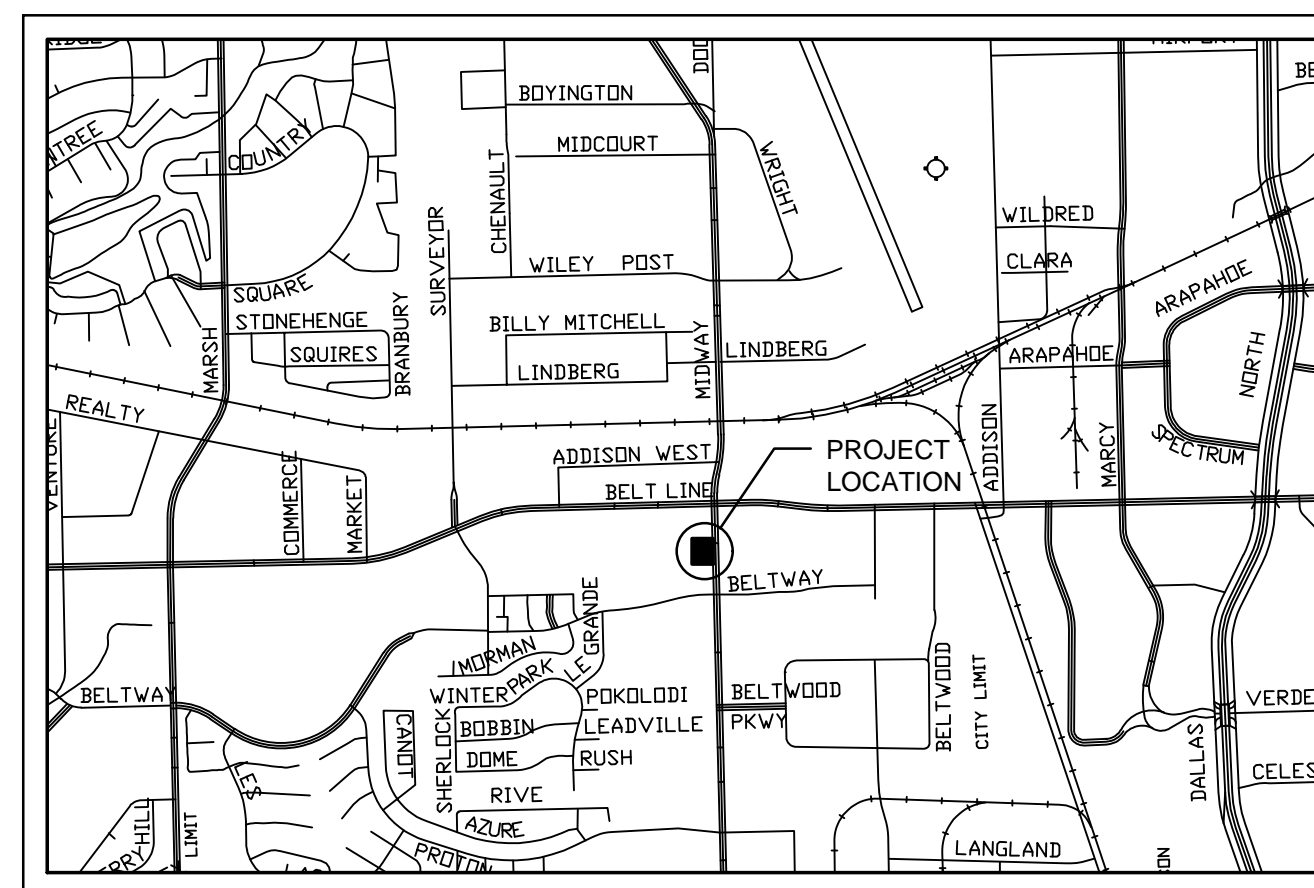 BOYINGTON
MIDCOURT
COUNTRY
CHENAULT
WRIGHT
SURVEYOR
WILDRED
CLARA
WILEY POST
SQUARE
STONEHENGE
SQUIRES
BRANBURY
MARSH
BILLY MITCHELL
LINDBERG
MIDWAY
LINDBERG
ARAPAHOE
ARAPAHOE
NORTH
REALTY
COMMERCE
MARKET
ADDISON WEST
BELT LINE
PROJECT
LOCATION
ADDISON
MARCY
SPECTRUM
BELTWAY
LE GRANDE
MORMAN
WINTER PARK
BELTWAY
SHERLOCK
CANOT
BOBBIN
DOME
POKOLODI
LEADVILLE
RUSH
BELTWOOD
PKWY
BELTWOOD
CITY LIMIT
RIVE
AZURE
PROTON
LIMIT
DALLAS
LANGLAND